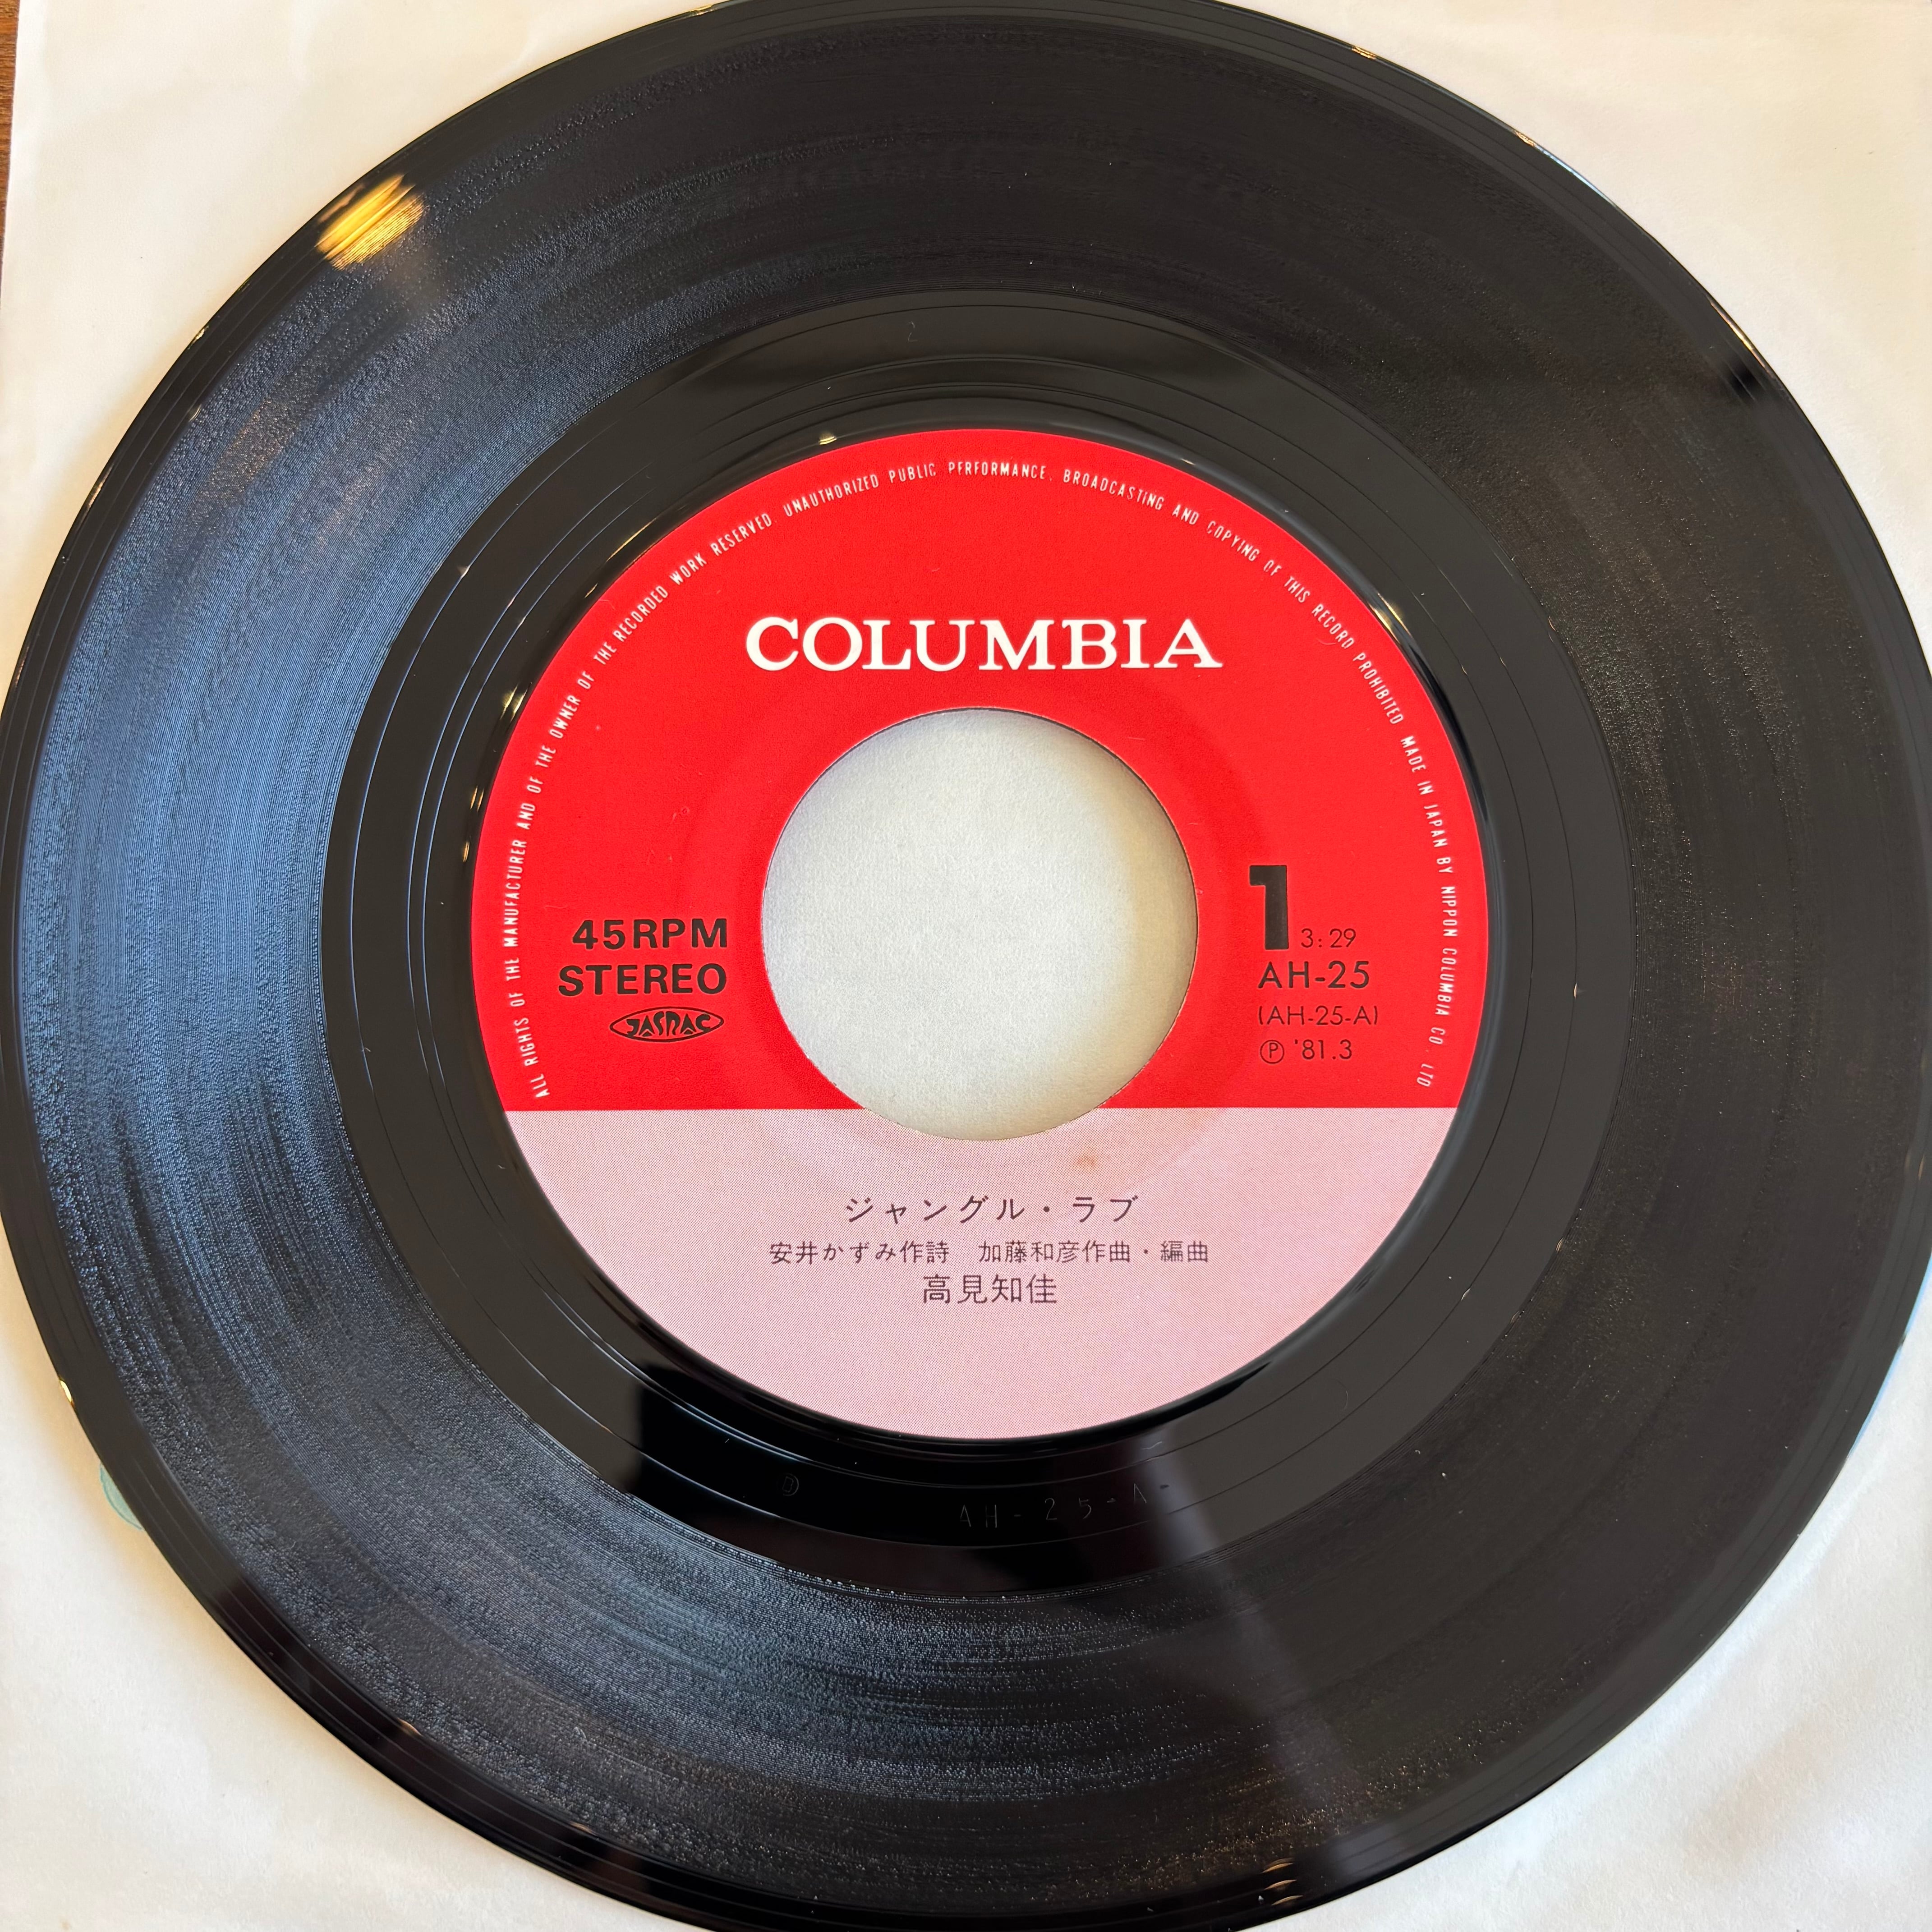 ALL RIGHTS OF THE MANUFACTURER AND OF THE OWNER OF THE RECORDED WORK RESERVED UNAUTHORIZED PUBLIC PERFORMANCE. BROADCASTING AND COPYING OF THIS RECORD PROHIBITED MADE IN JAPAN BY NIPPON COLUMBIA CO. LTD
COLUMBIA
45RPM
STEREO
JASRAC
1 3:29
AH-25
(AH-25-A)
Ⓟ '81.3
ジャングル・ラブ
安井かずみ作詩 加藤和彦作曲・編曲
高見知佳
AH-25-A-